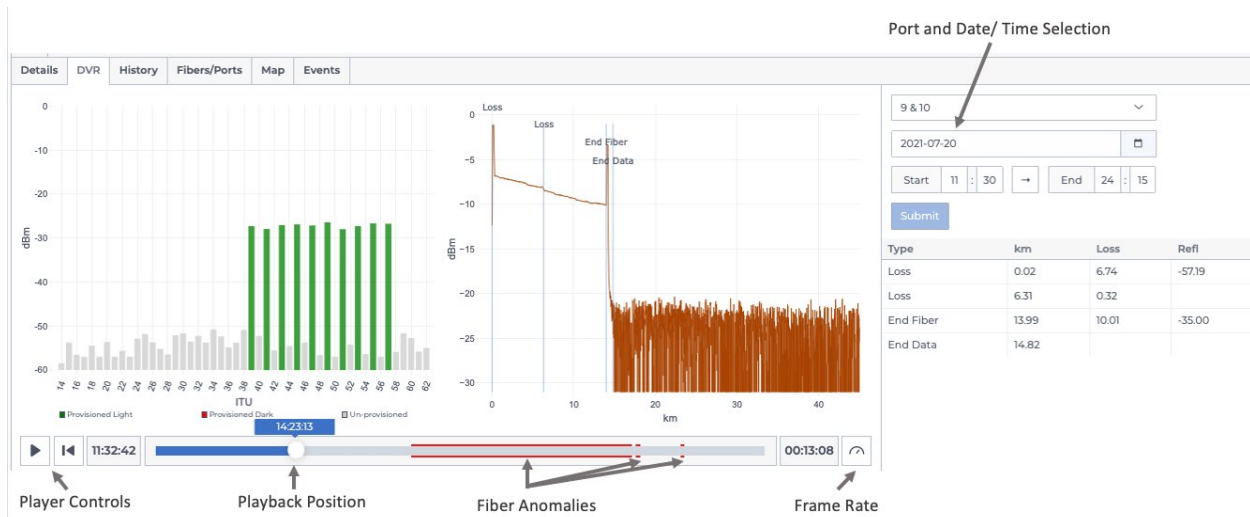 Port and Date/ Time Selection
Details DVR History Fibers/Ports Map Events
0
-10
-20
-30
-40
-50
-60
dBm
14 16 18 20 22 24 26 28 30 32 34 36 38 40 42 44 46 48 50 52 54 56 58 60 62
ITU
Provisioned Light Provisioned Dark Un-provisioned
Loss
Loss
End Fiber
End Data
0
−5
−10
−15
−20
−25
−30
dBm
0 10 20 30 40
km
9 & 10
2021-07-20
Start 11 : 30 → End 24 : 15
Submit
Type km Loss Refl
Loss 0.02 6.74 -57.19
Loss 6.31 0.32
End Fiber 13.99 10.01 -35.00
End Data 14.82
14:23:13
11:32:42 00:13:08
Player Controls Playback Position Fiber Anomalies Frame Rate